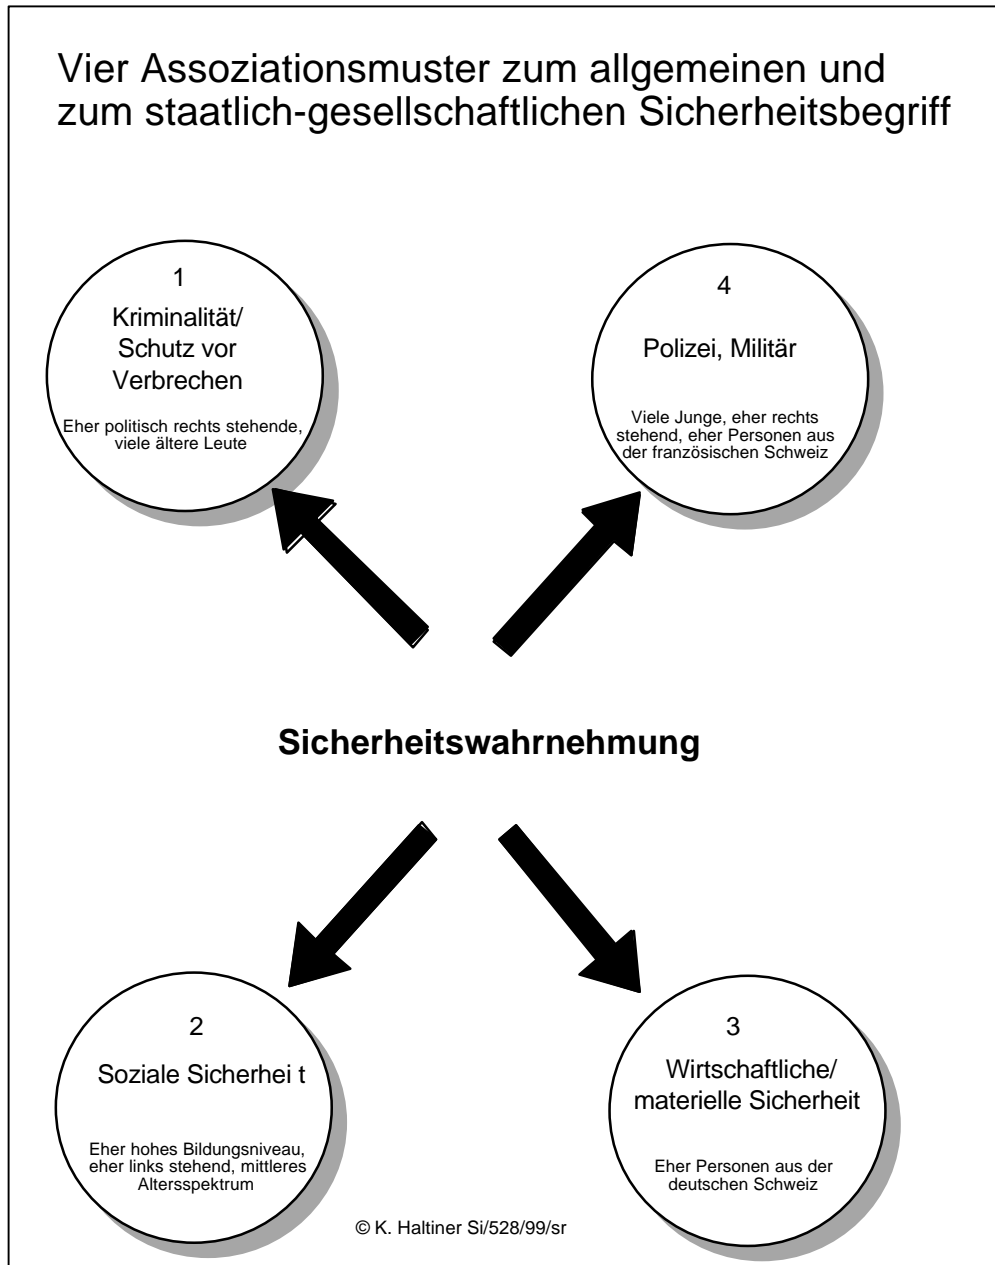 Vier Assoziationsmuster zum allgemeinen und
zum staatlich-gesellschaftlichen Sicherheitsbegriff
1
Kriminalität/
Schutz vor
Verbrechen
Eher politisch rechts stehende,
viele ältere Leute
4
Polizei, Militär
Viele Junge, eher rechts
stehend, eher Personen aus
der französischen Schweiz
Sicherheitswahrnehmung
2
Soziale Sicherhei t
Eher hohes Bildungsniveau,
eher links stehend, mittleres
Altersspektrum
3
Wirtschaftliche/
materielle Sicherheit
Eher Personen aus der
deutschen Schweiz
© K. Haltiner Si/528/99/sr